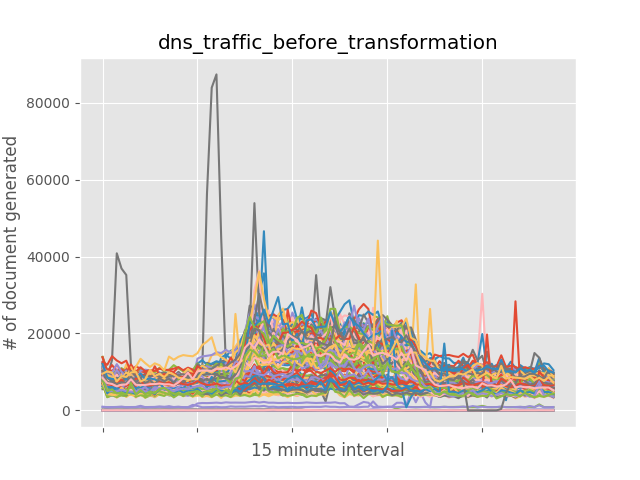 dns_traffic_before_transformation
# of document generated
80000
60000
40000
20000
0
15 minute interval